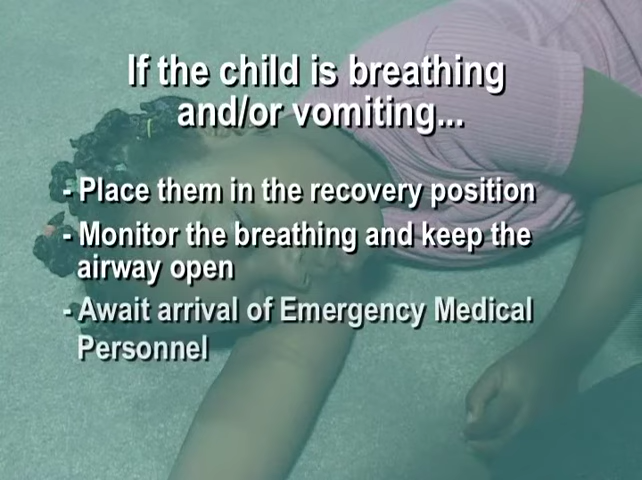 If the child is breathing
and/or vomiting...
- Place them in the recovery position
- Monitor the breathing and keep the
airway open
- Await arrival of Emergency Medical
Personnel